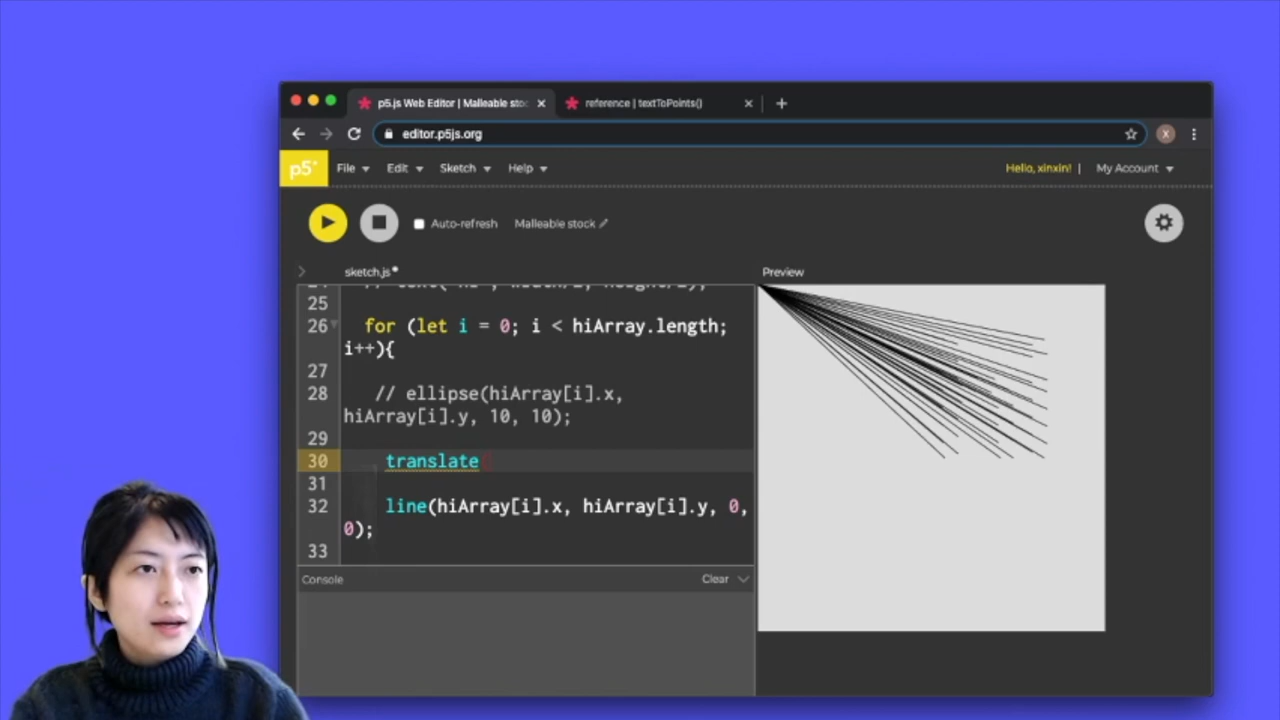 p5.js Web Editor | Malleable stoc
reference | textToPoints()
editor.p5js.org
X
p5* File Edit Sketch Help Hello, xinxin! | My Account
Auto-refresh Malleable stock
sketch.js Preview
25
26 for (let i = 0; i < hiArray.length;
i++){
27
28 // ellipse(hiArray[i].x,
hiArray[i].y, 10, 10);
29
30 translate(
31
32 line(hiArray[i].x, hiArray[i].y, 0,
0);
33
Console Clear